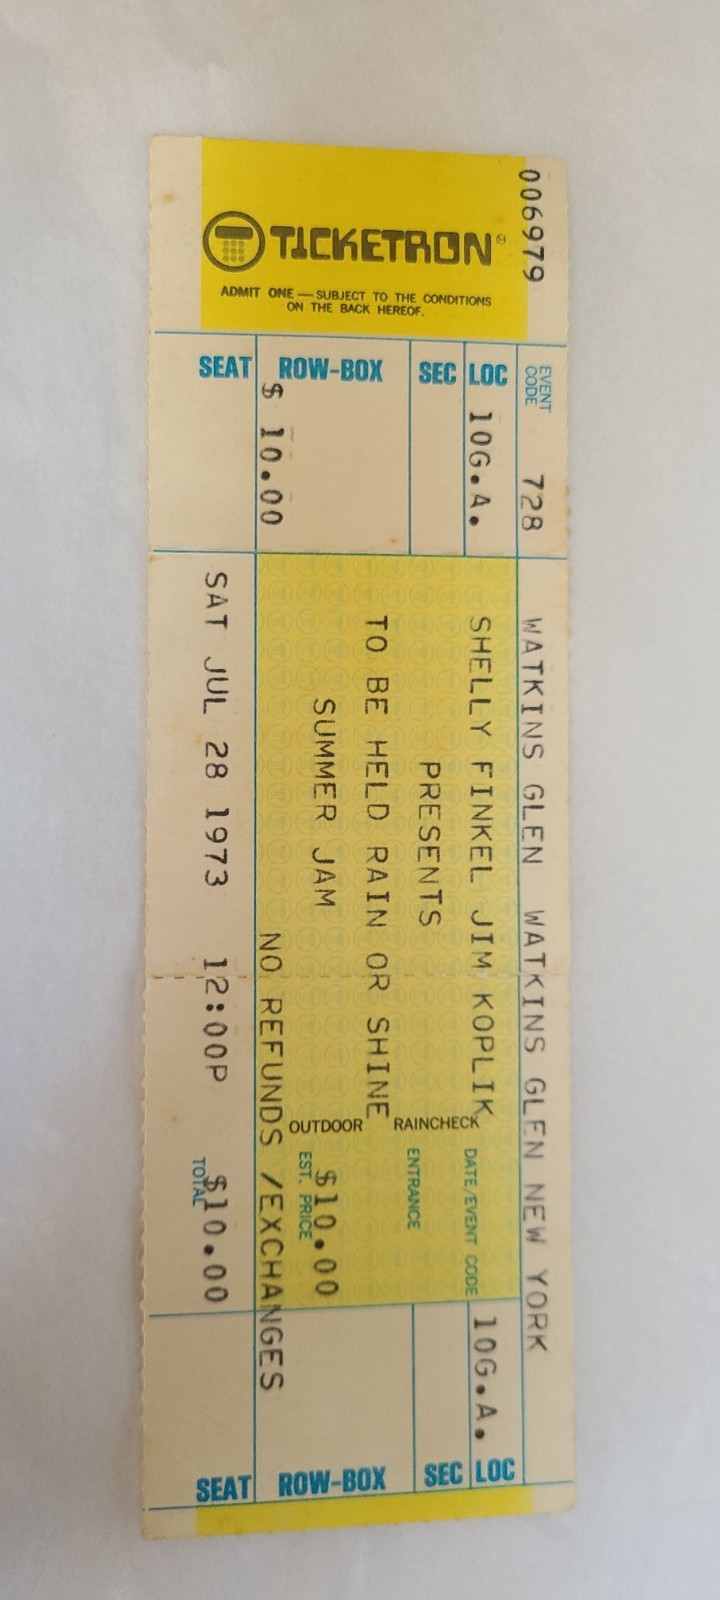 006979
TICKETRON®
ADMIT ONE — SUBJECT TO THE CONDITIONS
ON THE BACK HEREOF.
SEAT ROW-BOX SEC LOC
EVENT
CODE
728
10G.A.
$ 10.00
WATKINS GLEN WATKINS GLEN NEW YORK
SHELLY FINKEL JIM KOPLIK
PRESENTS
TO BE HELD RAIN OR SHINE
SUMMER JAM
NO REFUNDS /EXCHANGES
SAT JUL 28 1973 12:00P $10.00
TOTAL
OUTDOOR RAINCHECK
DATE/EVENT CODE
ENTRANCE
EST. PRICE
$10.00
10G.A.
SEAT ROW-BOX SEC LOC